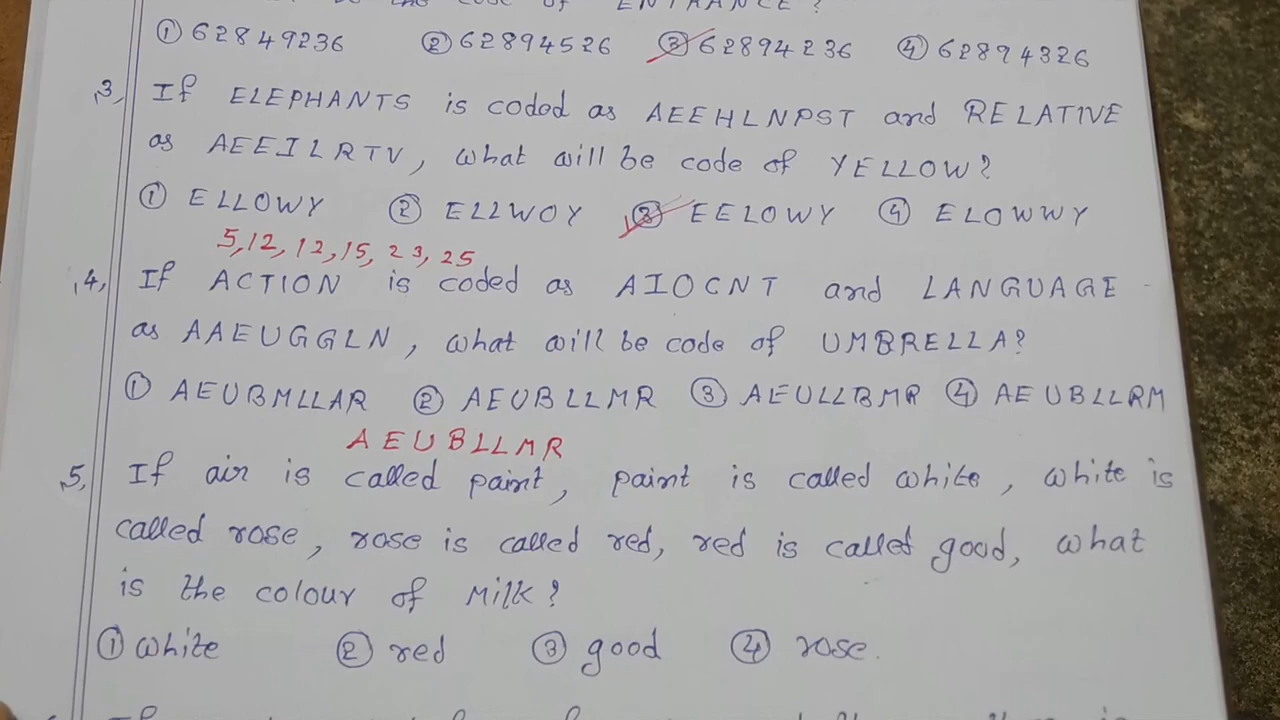 the code of ENTRANCE?
① 62849236 ② 62894526 ③ 62894236 ④ 62894326
3, If ELEPHANTS is coded as AEEHLNPST and RELATIVE
as AEEILRTV, what will be code of YELLOW?
① ELLOWY ② ELLWOY ③ EELOWY ④ ELOWWY
5,12,12,15,23,25
4, If ACTION is coded as AIOCNT and LANGUAGE
as AAEUGGLN, what will be code of UMBRELLA?
① AEUBMLLAR ② AEUBLLMR ③ AEULLBMR ④ AEUBLLRM
AEUBLLMR
5, If air is called paint, paint is called white, white is
called rose, rose is called red, red is called good, what
is the colour of Milk?
① white ② red ③ good ④ rose.